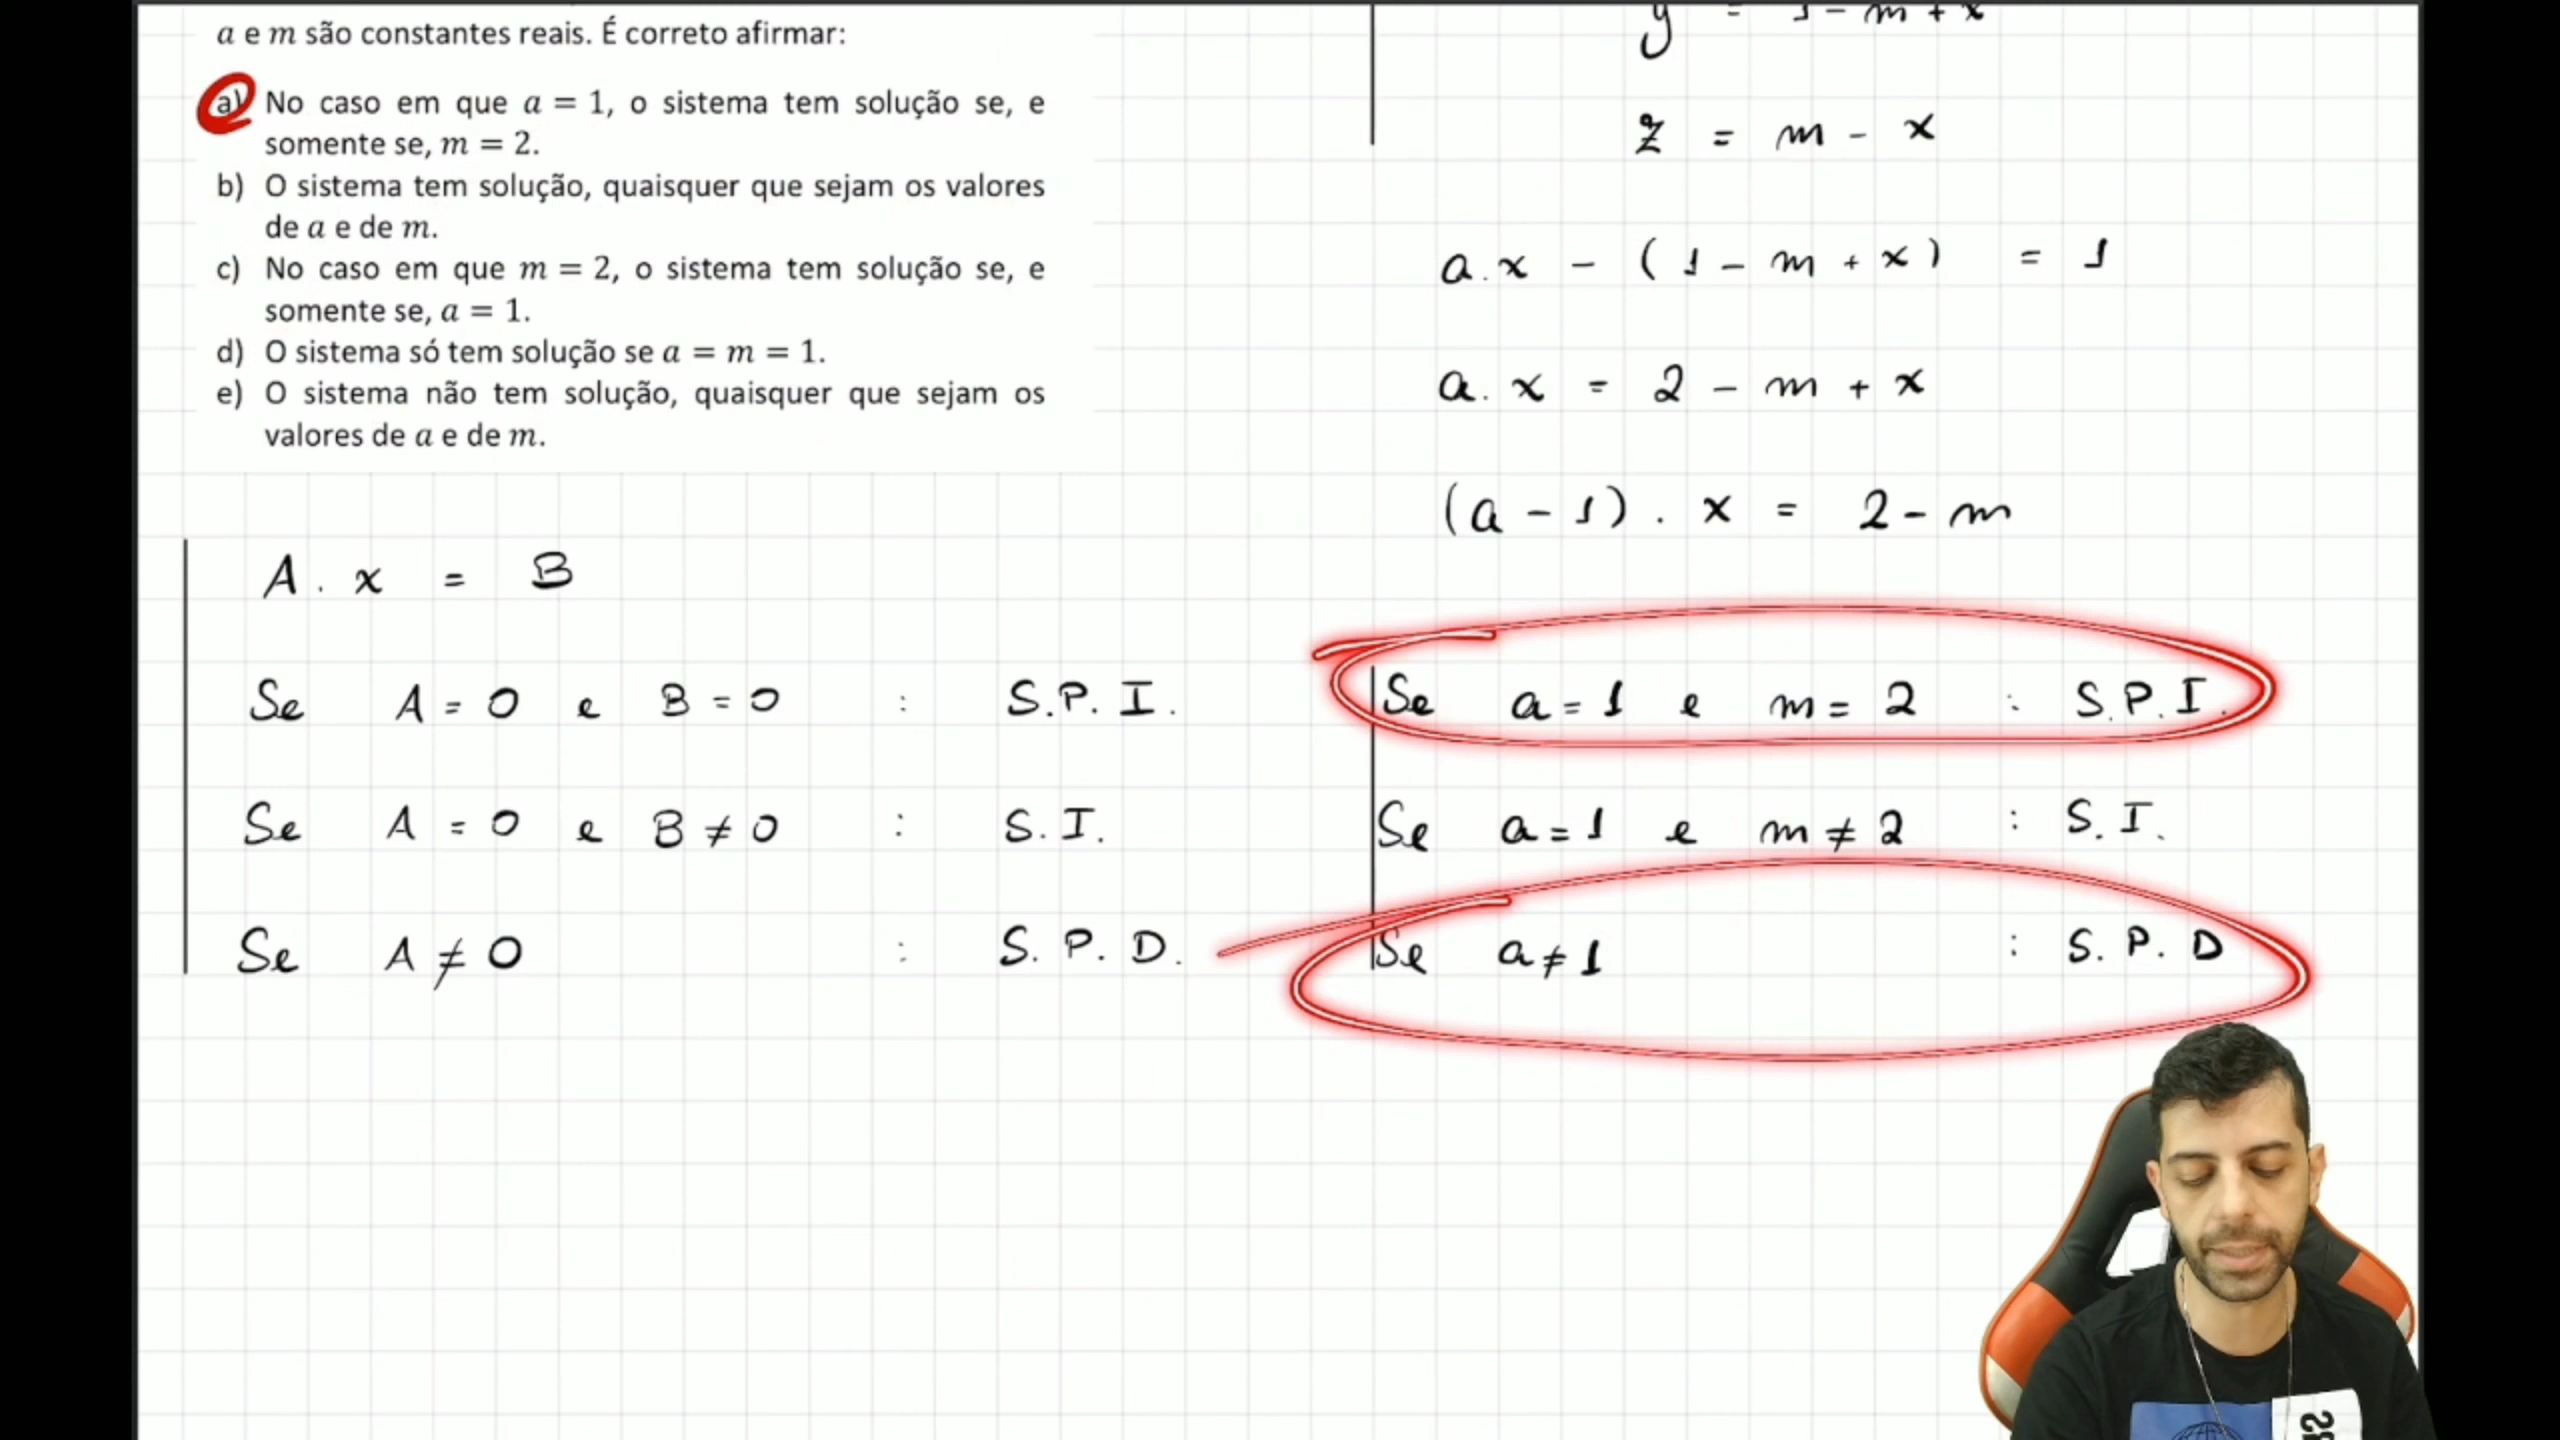 a e m são constantes reais. É correto afirmar:
a) No caso em que a = 1, o sistema tem solução se, e
somente se, m = 2.
b) O sistema tem solução, quaisquer que sejam os valores
de a e de m.
c) No caso em que m = 2, o sistema tem solução se, e
somente se, a = 1.
d) O sistema só tem solução se a = m = 1.
e) O sistema não tem solução, quaisquer que sejam os
valores de a e de m.
A . x = B
Se A = 0 e B = 0 : S.P.I.
Se A = 0 e B ≠ 0 : S.I.
Se A ≠ 0 : S.P.D.
y = 1 - m + x
z = m - x
a.x - (1 - m + x) = 1
a.x = 2 - m + x
(a - 1) . x = 2 - m
Se a = 1 e m = 2 : S.P.I.
Se a = 1 e m ≠ 2 : S.I.
Se a ≠ 1 : S.P.D